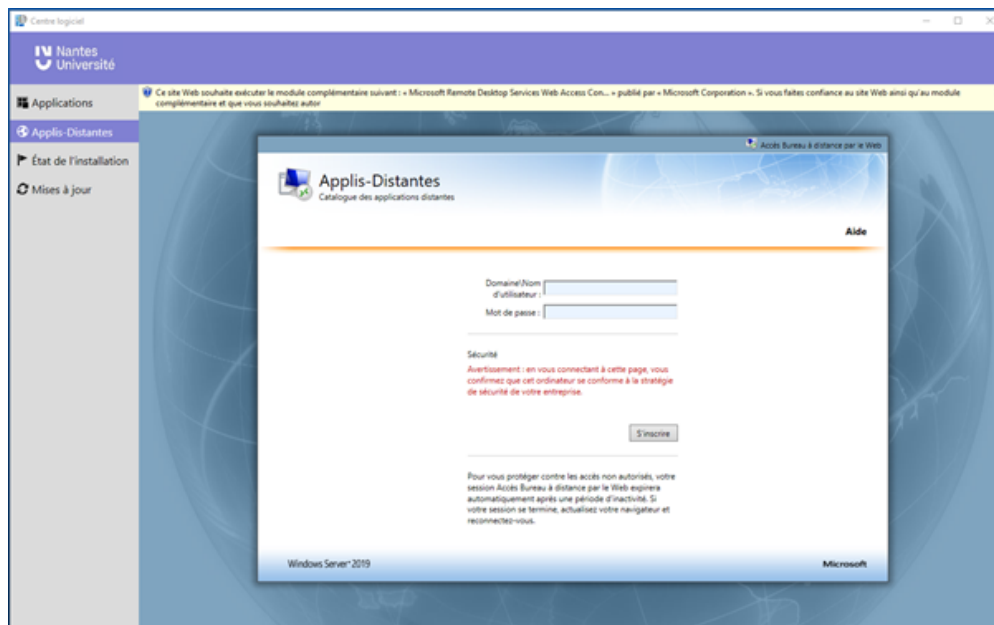 Centre logiciel
Nantes
Université
Applications
Applis-Distantes
État de l'installation
Mises à jour
Ce site Web souhaite exécuter le module complémentaire suivant : « Microsoft Remote Desktop Services Web Access Con... » publié par « Microsoft Corporation ». Si vous faites confiance au site Web ainsi qu'au module
complémentaire et que vous souhaitez autor
Accès Bureau à distance par le Web
Applis-Distantes
Catalogue des applications distantes
Aide
Domaine\Nom
d'utilisateur :
Mot de passe :
Sécurité
Avertissement : en vous connectant à cette page, vous
confirmez que cet ordinateur se conforme à la stratégie
de sécurité de votre entreprise.
S'inscrire
Pour vous protéger contre les accès non autorisés, votre
session Accès Bureau à distance par le Web expirera
automatiquement après une période d'inactivité. Si
votre session se termine, actualisez votre navigateur et
reconnectez-vous.
Windows Server® 2019
Microsoft